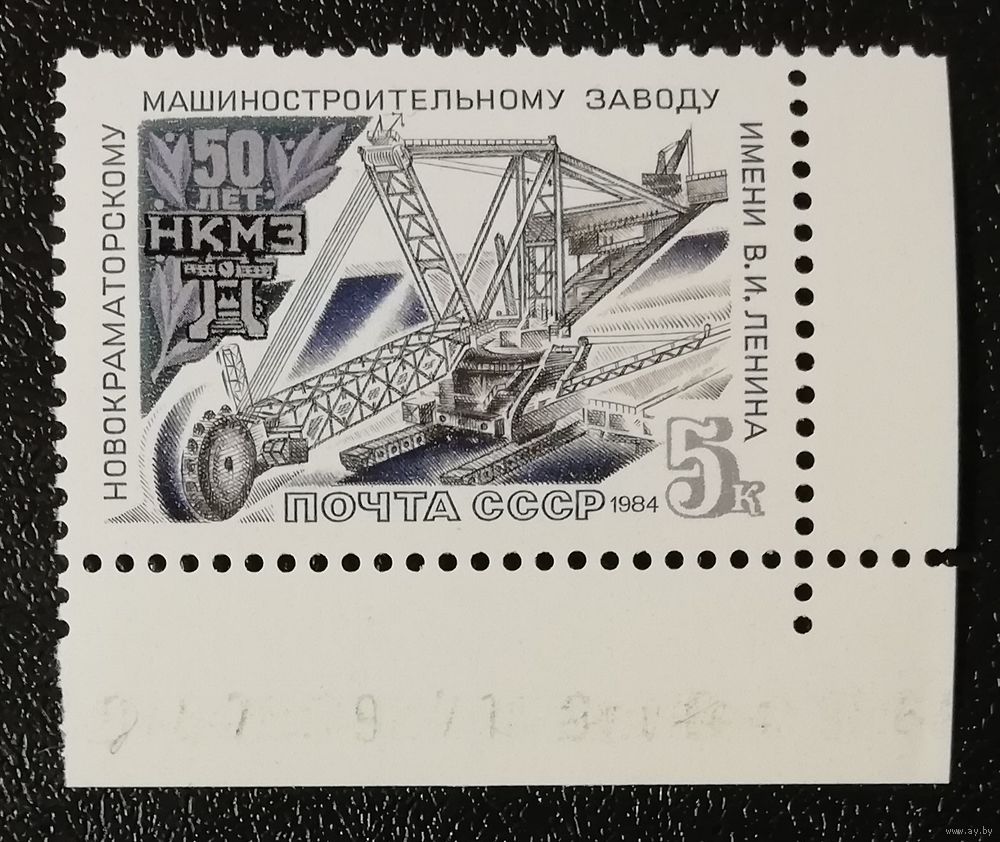 НОВОКРАМАТОРСКОМУ
МАШИНОСТРОИТЕЛЬНОМУ ЗАВОДУ
ИМЕНИ В.И.ЛЕНИНА
50
ЛЕТ
НКМЗ
ПОЧТА СССР 1984
5к
www.ay.by